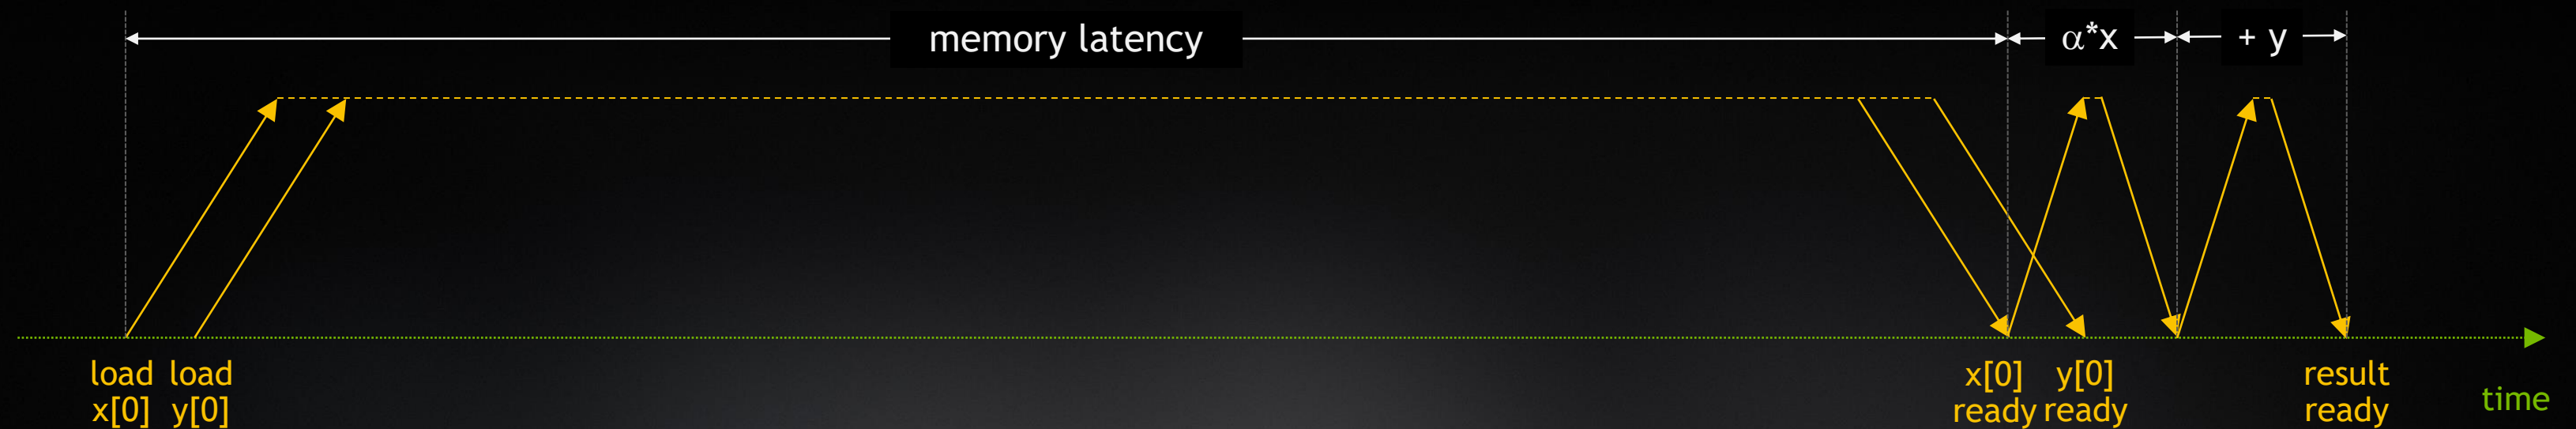 memory latency
α*x
+ y
load load
x[0] y[0]
x[0] y[0]
ready ready
result
ready
time